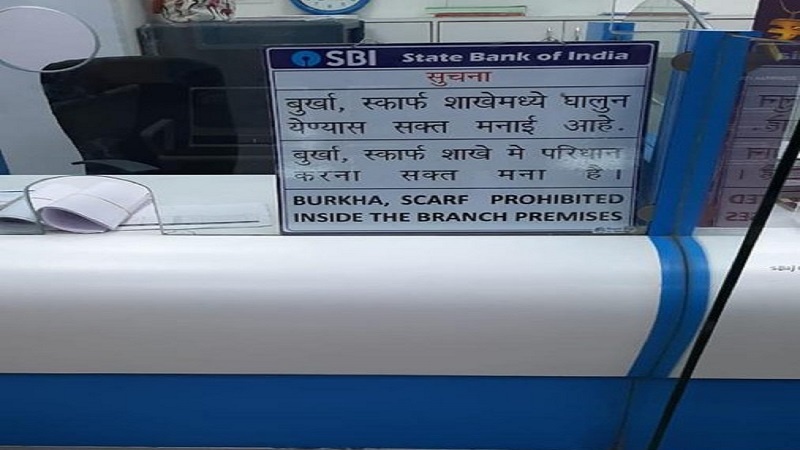 SBI State Bank of India
सुचना
बुर्खा, स्कार्फ शाखेमध्ये घालुन
येण्यास सक्त मनाई आहे.
बुर्खा, स्कार्फ शाखे मे परिधान
करना सक्त मना है।
BURKHA, SCARF PROHIBITED
INSIDE THE BRANCH PREMISES